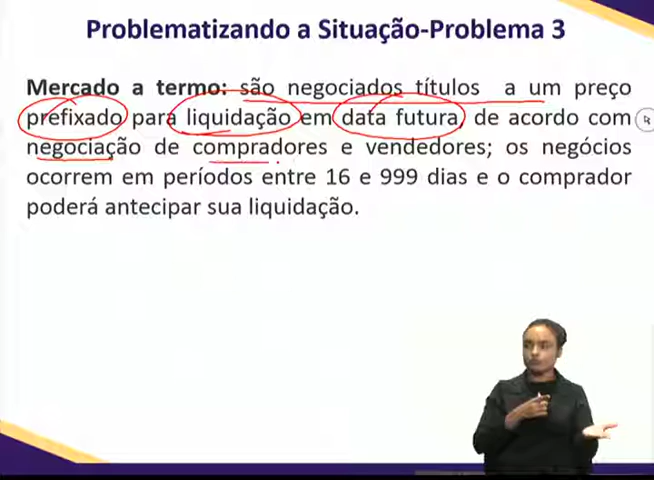 Problematizando a Situação-Problema 3
Mercado a termo: são negociados títulos a um preço
prefixado para liquidação em data futura, de acordo com
negociação de compradores e vendedores; os negócios
ocorrem em períodos entre 16 e 999 dias e o comprador
poderá antecipar sua liquidação.